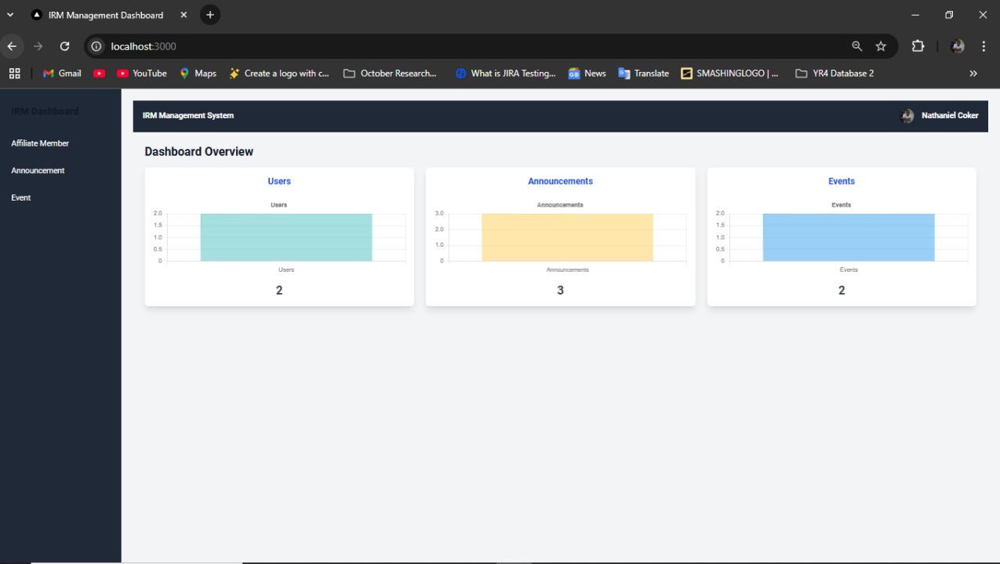 IRM Management Dashboard
localhost:3000
Gmail
YouTube
Maps
Create a logo with c...
October Research...
What is JIRA Testing...
News
Translate
SMASHINGLOGO | ...
YR4 Database 2
IRM Dashboard
Affiliate Member
Announcement
Event
IRM Management System
Nathaniel Coker
Dashboard Overview
Users
Users
2.0
1.5
1.0
0.5
0
Users
2
Announcements
Announcements
3.0
2.0
1.0
0
Announcements
3
Events
Events
2.0
1.5
1.0
0.5
0
Events
2